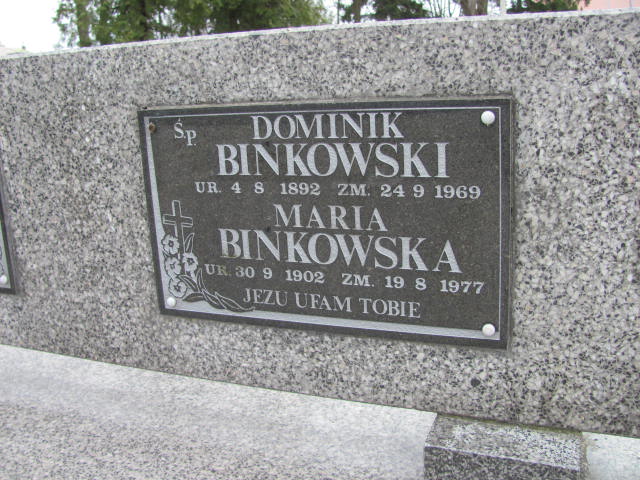 Ś.P. DOMINIK
BINKOWSKI
UR. 4 8 1892 ZM. 24 9 1969
MARIA
BINKOWSKA
UR. 30 9 1902 ZM. 19 8 1977
JEZU UFAM TOBIE